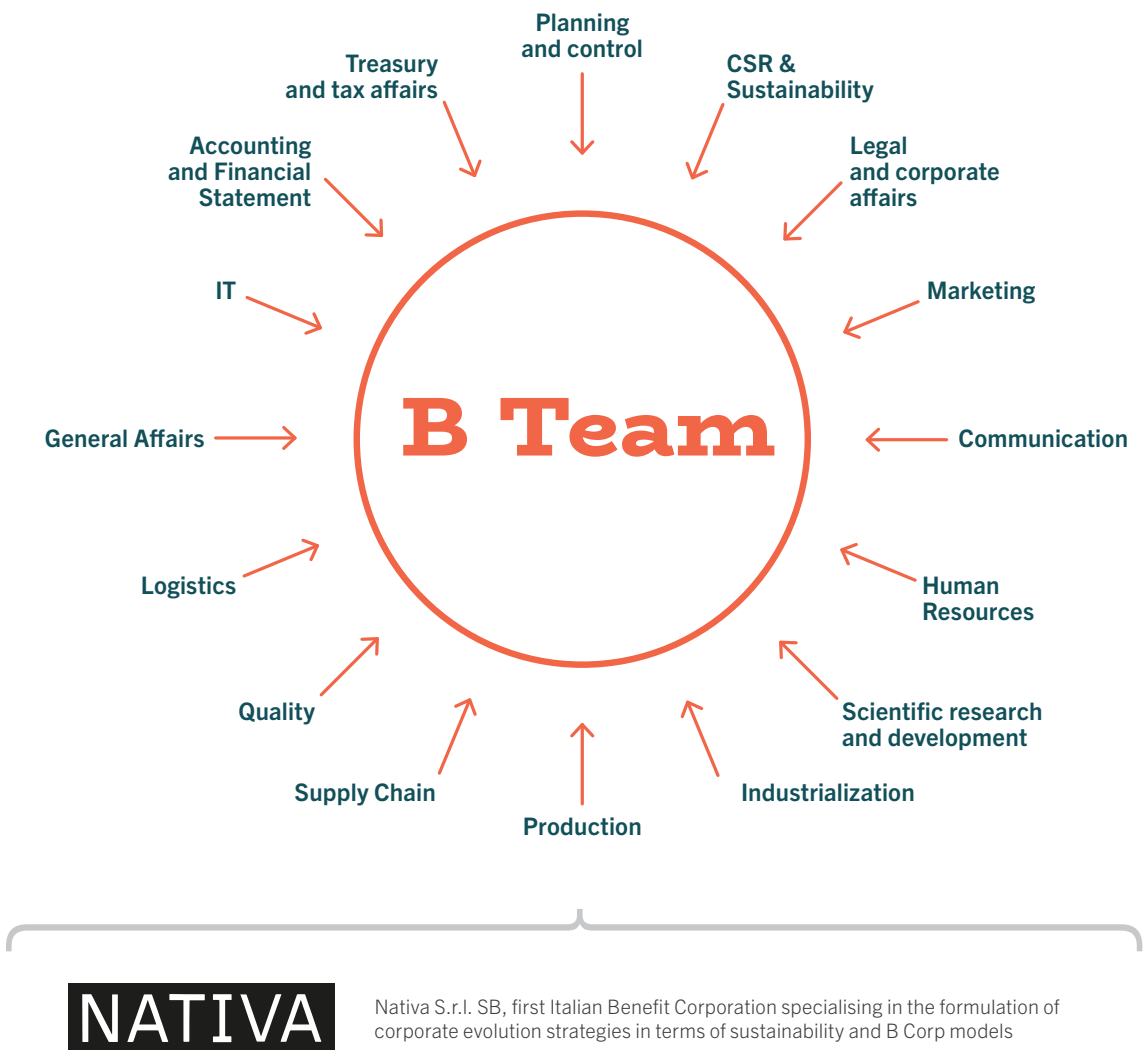 Planning
and control
CSR &
Sustainability
Legal
and corporate
affairs
Marketing
Communication
Human
Resources
Scientific research
and development
Industrialization
Production
Supply Chain
Quality
Logistics
General Affairs
IT
Accounting
and Financial
Statement
Treasury
and tax affairs
B Team
NATIVA
Nativa S.r.l. SB, first Italian Benefit Corporation specialising in the formulation of
corporate evolution strategies in terms of sustainability and B Corp models